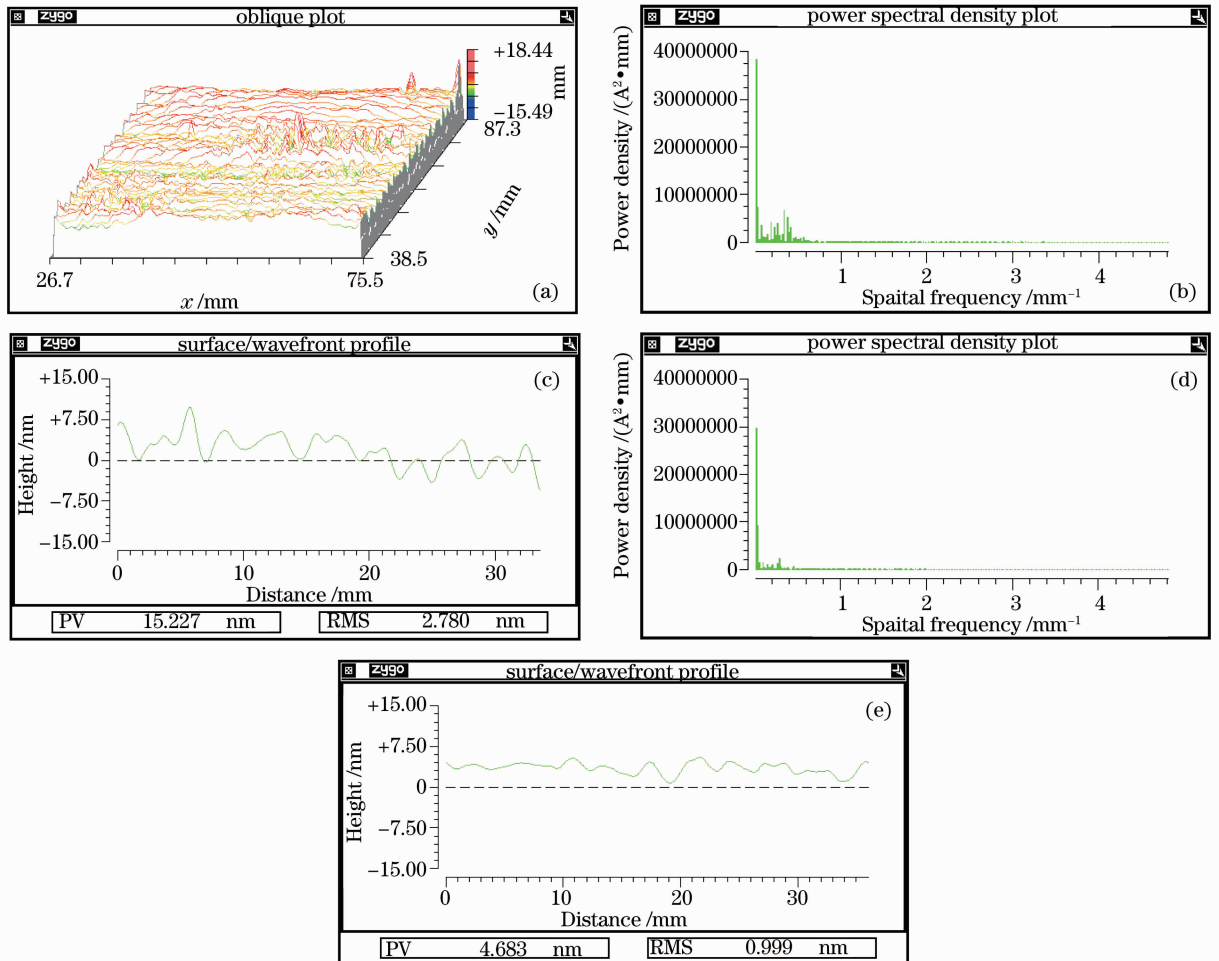 zygo oblique plot
+18.44
mm
−15.49
87.3
y /mm
38.5
26.7 75.5
x /mm
(a)
zygo power spectral density plot
Power density /(A²•mm)
40000000
30000000
20000000
10000000
0
1 2 3 4
Spaital frequency /mm⁻¹
(b)
zygo surface/wavefront profile
(c)
Height /nm
+15.00
+7.50
0
−7.50
−15.00
0 10 20 30
Distance /mm
PV 15.227 nm RMS 2.780 nm
zygo power spectral density plot
(d)
Power density /(A²•mm)
40000000
30000000
20000000
10000000
0
1 2 3 4
Spaital frequency /mm⁻¹
zygo surface/wavefront profile
(e)
Height /nm
+15.00
+7.50
0
−7.50
−15.00
0 10 20 30
Distance /mm
PV 4.683 nm RMS 0.999 nm